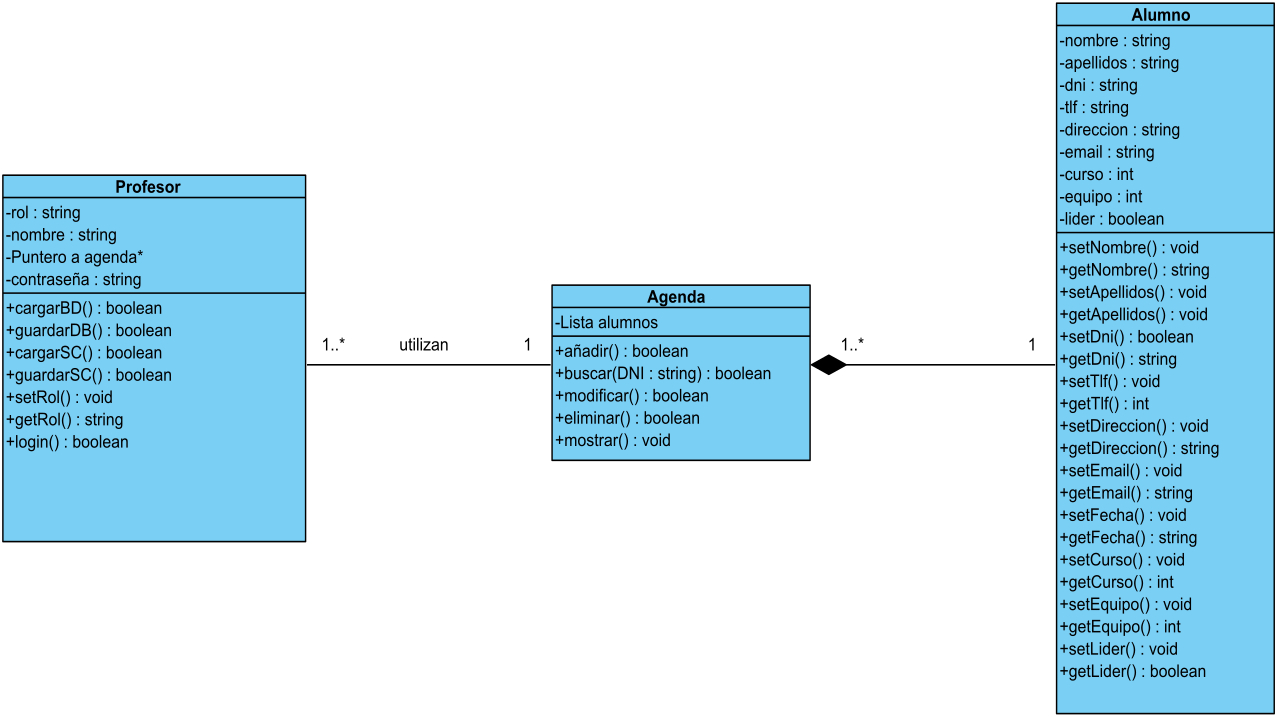 Profesor
-rol : string
-nombre : string
-Puntero a agenda*
-contraseña : string
+cargarBD() : boolean
+guardarDB() : boolean
+cargarSC() : boolean
+guardarSC() : boolean
+setRol() : void
+getRol() : string
+login() : boolean
1..*
utilizan
1
Agenda
-Lista alumnos
+añadir() : boolean
+buscar(DNI : string) : boolean
+modificar() : boolean
+eliminar() : boolean
+mostrar() : void
1..*
1
Alumno
-nombre : string
-apellidos : string
-dni : string
-tlf : string
-direccion : string
-email : string
-curso : int
-equipo : int
-lider : boolean
+setNombre() : void
+getNombre() : string
+setApellidos() : void
+getApellidos() : void
+setDni() : boolean
+getDni() : string
+setTlf() : void
+getTlf() : int
+setDireccion() : void
+getDireccion() : string
+setEmail() : void
+getEmail() : string
+setFecha() : void
+getFecha() : string
+setCurso() : void
+getCurso() : int
+setEquipo() : void
+getEquipo() : int
+setLider() : void
+getLider() : boolean